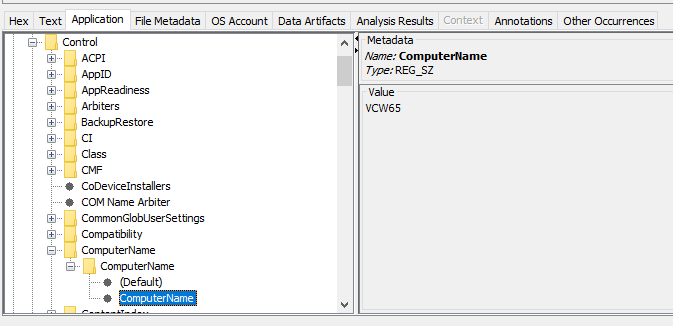 Hex Text Application File Metadata OS Account Data Artifacts Analysis Results Context Annotations Other Occurrences
Control
ACPI
AppID
AppReadiness
Arbiters
BackupRestore
CI
Class
CMF
CoDeviceInstallers
COM Name Arbiter
CommonGlobUserSettings
Compatibility
ComputerName
ComputerName
(Default)
ComputerName
ContentIndex
Metadata
Name: ComputerName
Type: REG_SZ
Value
VCW65